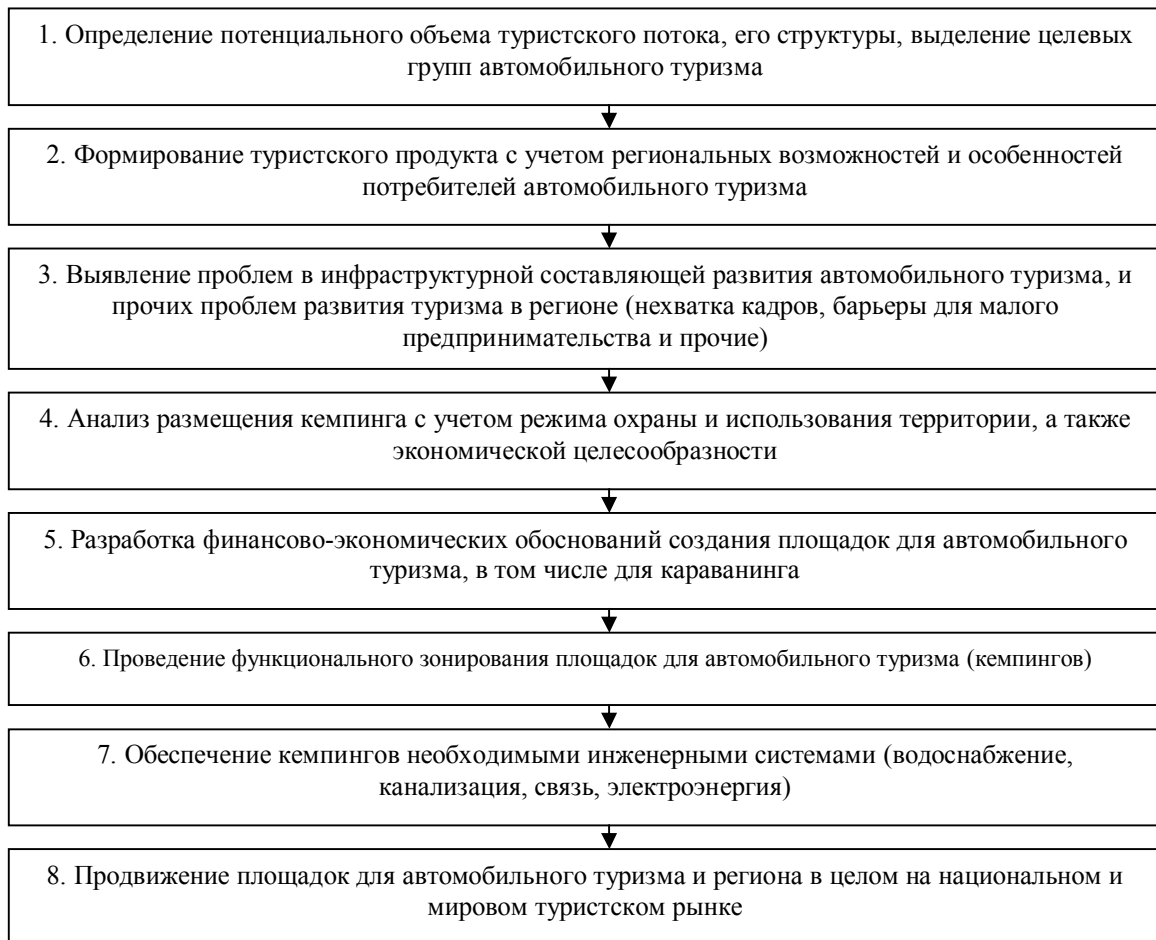 1. Определение потенциального объема туристского потока, его структуры, выделение целевых
групп автомобильного туризма
2. Формирование туристского продукта с учетом региональных возможностей и особенностей
потребителей автомобильного туризма
3. Выявление проблем в инфраструктурной составляющей развития автомобильного туризма, и
прочих проблем развития туризма в регионе (нехватка кадров, барьеры для малого
предпринимательства и прочие)
4. Анализ размещения кемпинга с учетом режима охраны и использования территории, а также
экономической целесообразности
5. Разработка финансово-экономических обоснований создания площадок для автомобильного
туризма, в том числе для караванинга
6. Проведение функционального зонирования площадок для автомобильного туризма (кемпингов)
7. Обеспечение кемпингов необходимыми инженерными системами (водоснабжение,
канализация, связь, электроэнергия)
8. Продвижение площадок для автомобильного туризма и региона в целом на национальном и
мировом туристском рынке